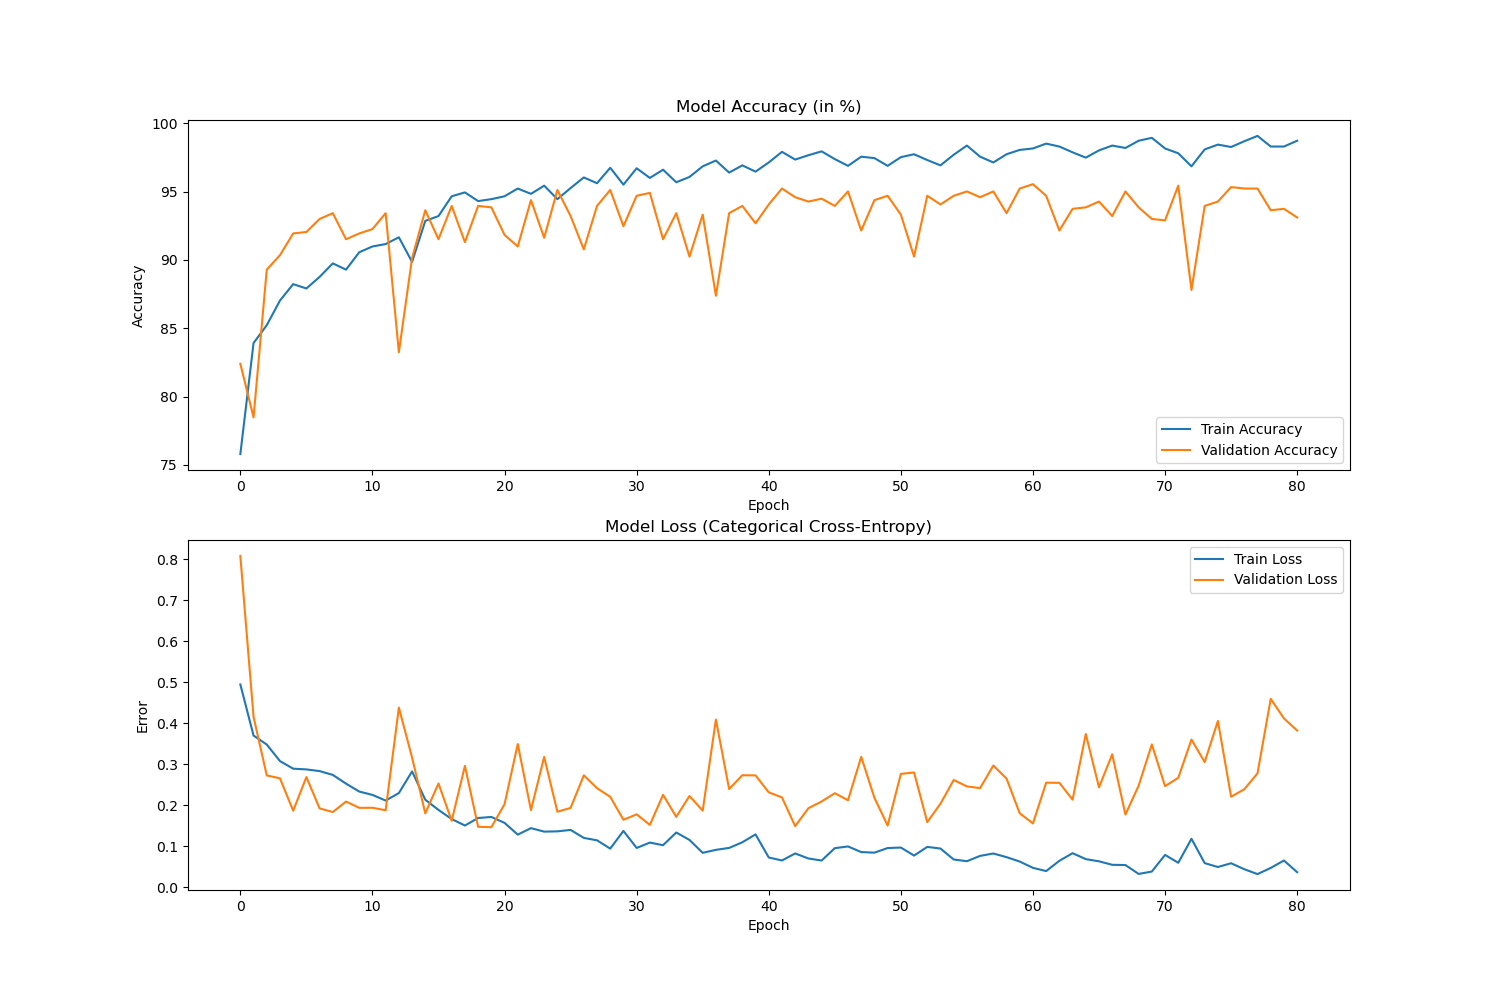 Model Accuracy (in %)
100
95
90
85
80
75
Accuracy
Train Accuracy
Validation Accuracy
0 10 20 30 40 50 60 70 80
Epoch
Model Loss (Categorical Cross-Entropy)
0.8
0.7
0.6
0.5
0.4
0.3
0.2
0.1
0.0
Error
Train Loss
Validation Loss
0 10 20 30 40 50 60 70 80
Epoch